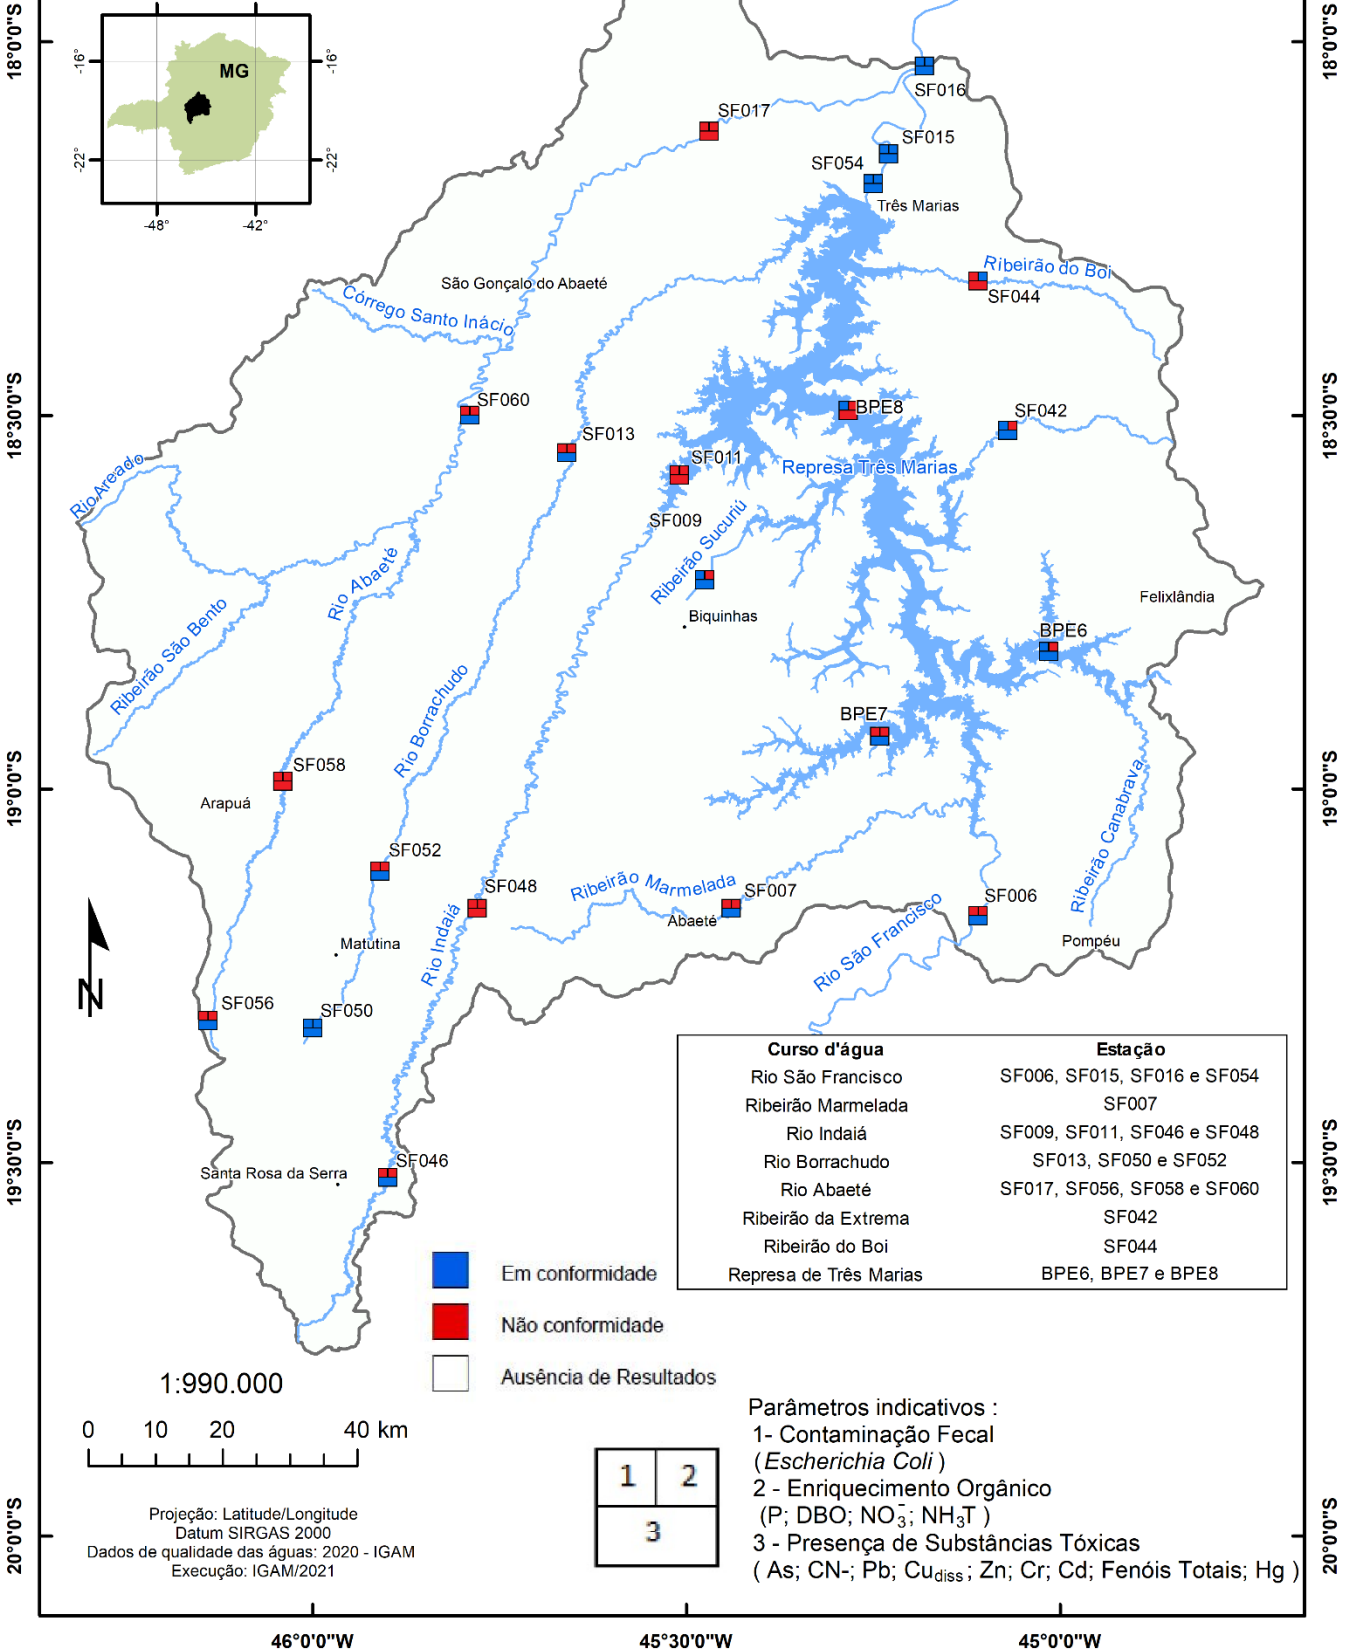 18°0'0"S
18°0'0"S
MG
-16°
-16°
-22°
-22°
-48°
-42°
SF016
SF017
SF015
SF054
Três Marias
Ribeirão do Boi
SF044
São Gonçalo do Abaeté
Córrego Santo Inácio
18°30'0"S
18°30'0"S
SF060
SF013
BPE8
SF042
SF011
Represa Três Marias
Rio Areado
SF009
Ribeirão Sucuriú
Rio Abaeté
Biquinhas
Felixlândia
Ribeirão São Bento
BPE6
Rio Borrachudo
BPE7
SF058
Arapuá
19°0'0"S
19°0'0"S
Ribeirão Canabrava
SF052
SF048
Ribeirão Marmelada
SF007
Abaeté
SF006
Rio São Francisco
Pompéu
Matutina
Rio Indaiá
N
SF056
SF050
Curso d'água Estação
Rio São Francisco SF006, SF015, SF016 e SF054
Ribeirão Marmelada SF007
Rio Indaiá SF009, SF011, SF046 e SF048
Rio Borrachudo SF013, SF050 e SF052
Rio Abaeté SF017, SF056, SF058 e SF060
Ribeirão da Extrema SF042
Ribeirão do Boi SF044
Represa de Três Marias BPE6, BPE7 e BPE8
19°30'0"S
19°30'0"S
SF046
Santa Rosa da Serra
Em conformidade
Não conformidade
Ausência de Resultados
1:990.000
0 10 20 40 km
Projeção: Latitude/Longitude
Datum SIRGAS 2000
Dados de qualidade das águas: 2020 - IGAM
Execução: IGAM/2021
1 2
3
Parâmetros indicativos :
1- Contaminação Fecal
(Escherichia Coli )
2 - Enriquecimento Orgânico
(P; DBO; NO₃⁻; NH₃T )
3 - Presença de Substâncias Tóxicas
( As; CN-; Pb; Cu diss ; Zn; Cr; Cd; Fenóis Totais; Hg )
20°0'0"S
20°0'0"S
46°0'0"W
45°30'0"W
45°0'0"W